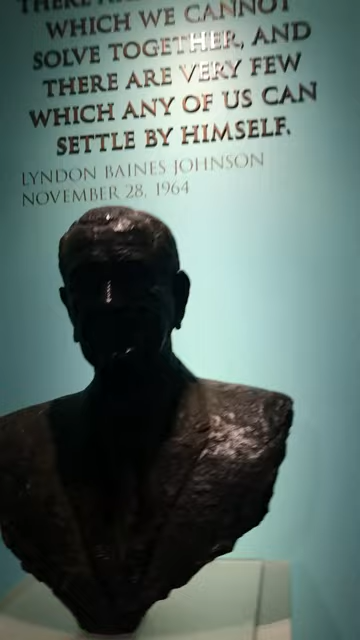 THERE
WHICH WE CANNOT
SOLVE TOGETHER, AND
THERE ARE VERY FEW
WHICH ANY OF US CAN
SETTLE BY HIMSELF.
LYNDON BAINES JOHNSON
NOVEMBER 28, 1964